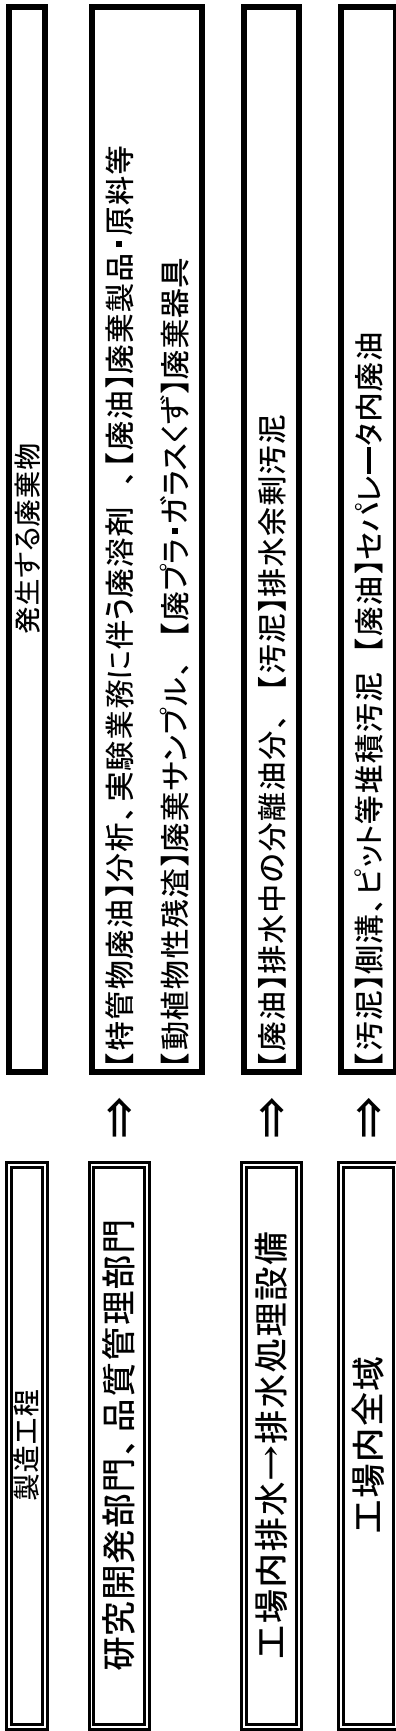 製造工程
発生する廃棄物
研究開発部門、品質管理部門
⇒
【特管物廃油】分析、実験業務に伴う廃溶剤 、【廃油】廃棄製品・原料等
【動植物性残渣】廃棄サンプル、 【廃プラ・ガラスくず】廃棄器具
工場内排水→排水処理設備
⇒
【廃油】排水中の分離油分、 【汚泥】排水余剰汚泥
工場内全域
⇒
【汚泥】側溝、ピット等堆積汚泥 【廃油】セパレータ内廃油